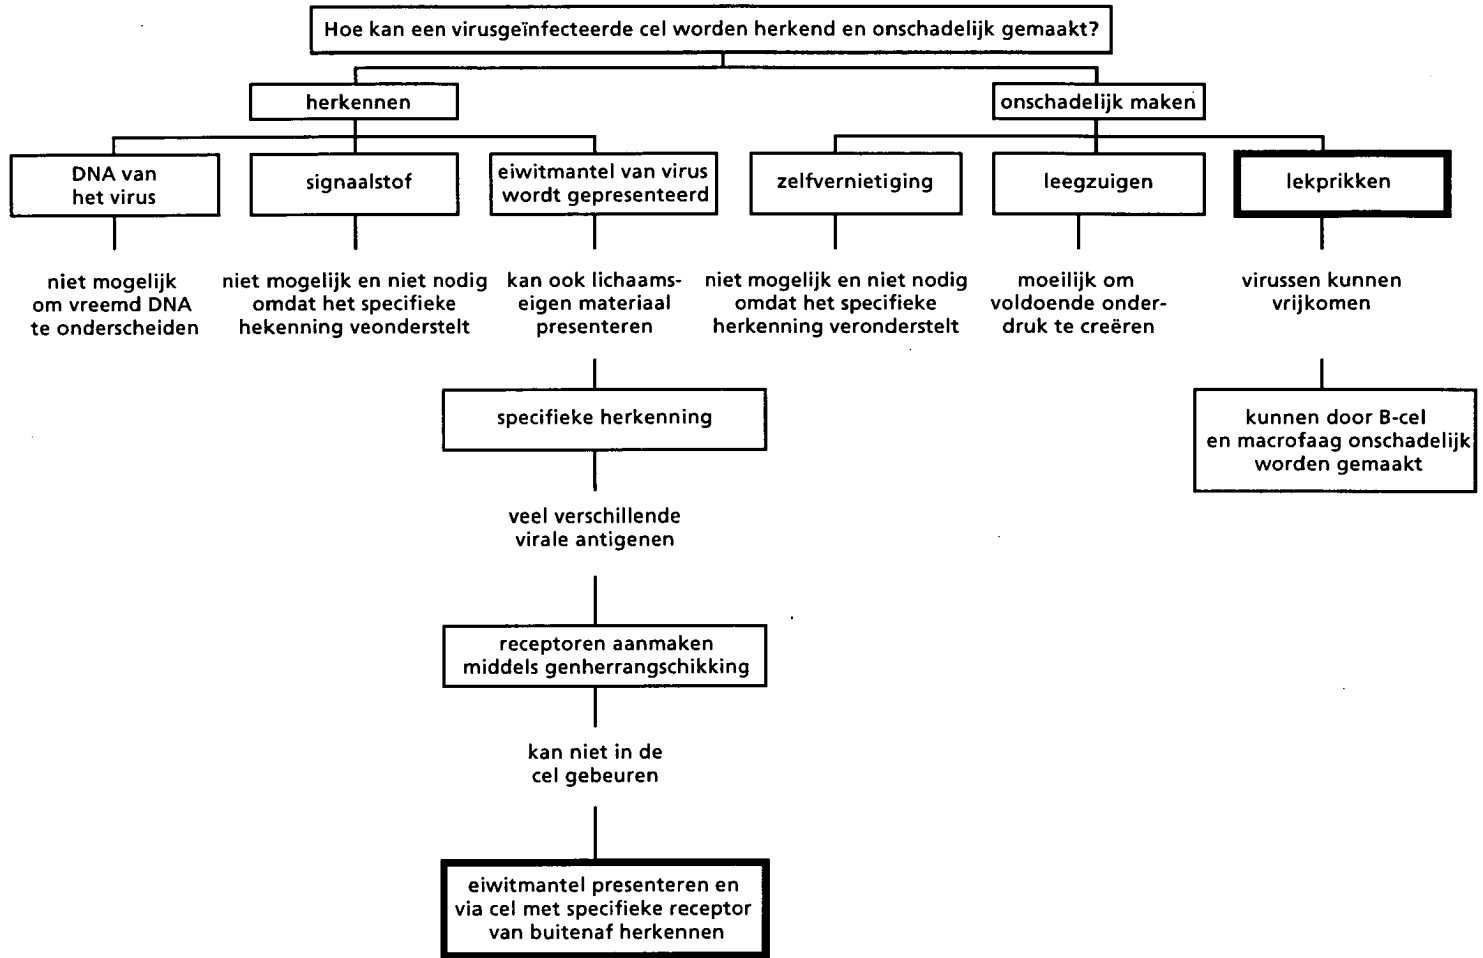 Hoe kan een virusgeïnfecteerde cel worden herkend en onschadelijk gemaakt?
herkennen
onschadelijk maken
DNA van
het virus
signaalstof
eiwitmantel van virus
wordt gepresenteerd
zelfvernietiging
leegzuigen
lekprikken
niet mogelijk
om vreemd DNA
te onderscheiden
niet mogelijk en niet nodig
omdat het specifieke
hekenning veonderstelt
kan ook lichaams-
eigen materiaal
presenteren
niet mogelijk en niet nodig
omdat het specifieke
herkenning veronderstelt
moeilijk om
voldoende onder-
druk te creëren
virussen kunnen
vrijkomen
specifieke herkenning
kunnen door B-cel
en macrofaag onschadelijk
worden gemaakt
veel verschillende
virale antigenen
receptoren aanmaken
middels genherrangschikking
kan niet in de
cel gebeuren
eiwitmantel presenteren en
via cel met specifieke receptor
van buitenaf herkennen